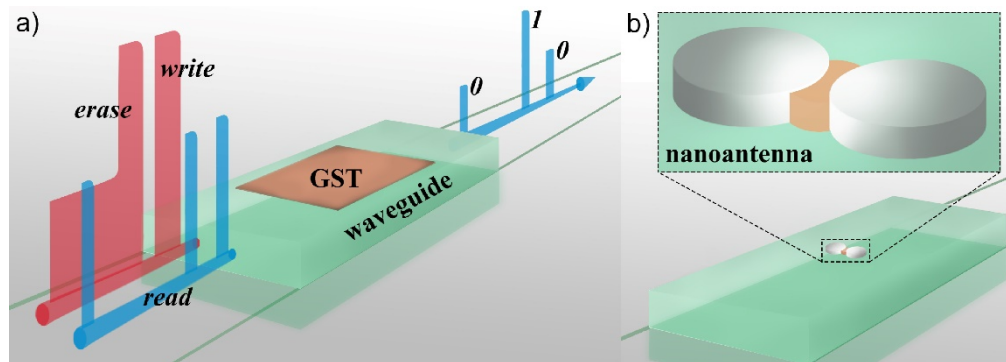 a)
erase
write
read
GST
waveguide
0
1
0
b)
nanoantenna